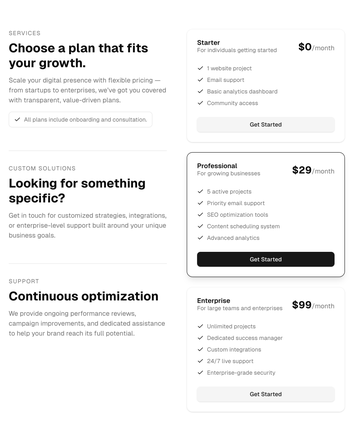 SERVICES
Choose a plan that fits
your growth.
Scale your digital presence with flexible pricing —
from startups to enterprises, we've got you covered
with transparent, value-driven plans.
All plans include onboarding and consultation.
CUSTOM SOLUTIONS
Looking for something
specific?
Get in touch for customized strategies, integrations,
or enterprise-level support built around your unique
business goals.
SUPPORT
Continuous optimization
We provide ongoing performance reviews,
campaign improvements, and dedicated assistance
to help your brand reach its full potential.
Starter
For individuals getting started
$0/month
1 website project
Email support
Basic analytics dashboard
Community access
Get Started
Professional
For growing businesses
$29/month
5 active projects
Priority email support
SEO optimization tools
Content scheduling system
Advanced analytics
Get Started
Enterprise
For large teams and enterprises
$99/month
Unlimited projects
Dedicated success manager
Custom integrations
24/7 live support
Enterprise-grade security
Get Started